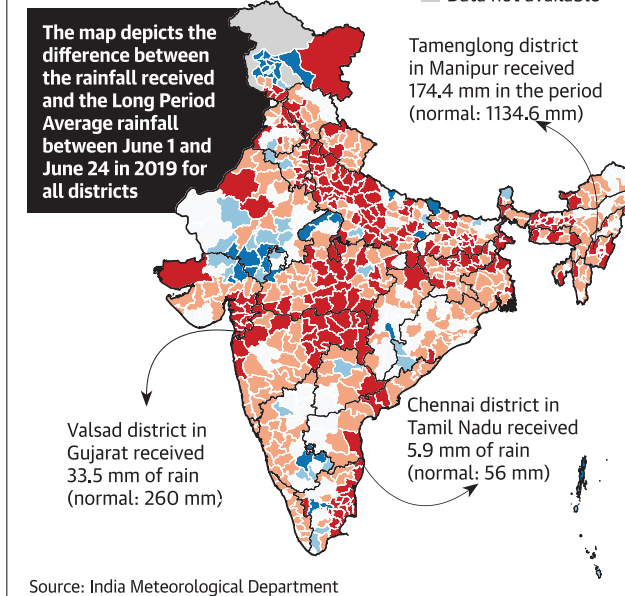 Data not available
The map depicts the
difference between
the rainfall received
and the Long Period
Average rainfall
between June 1 and
June 24 in 2019 for
all districts
Tamenglong district
in Manipur received
174.4 mm in the period
(normal: 1134.6 mm)
Valsad district in
Gujarat received
33.5 mm of rain
(normal: 260 mm)
Chennai district in
Tamil Nadu received
5.9 mm of rain
(normal: 56 mm)
Source: India Meteorological Department